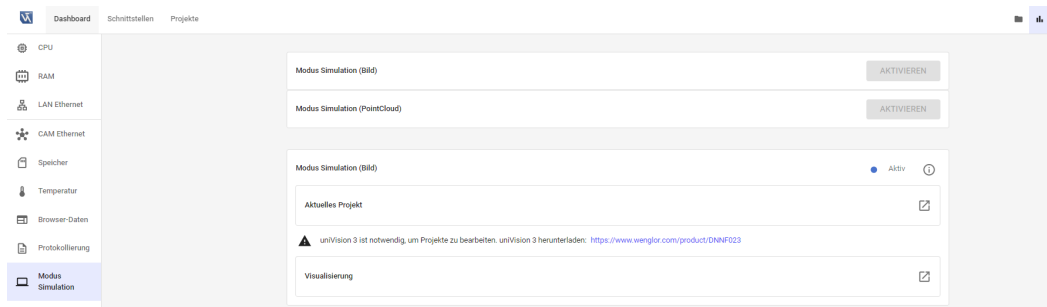 Dashboard Schnittstellen Projekte
CPU
RAM
LAN Ethernet
CAM Ethernet
Speicher
Temperatur
Browser-Daten
Protokollierung
Modus
Simulation
Modus Simulation (Bild) AKTIVIEREN
Modus Simulation (PointCloud) AKTIVIEREN
Modus Simulation (Bild) Aktiv
Aktuelles Projekt
uniVision 3 ist notwendig, um Projekte zu bearbeiten. uniVision 3 herunterladen: https://www.wenglor.com/product/DNNF023
Visualisierung